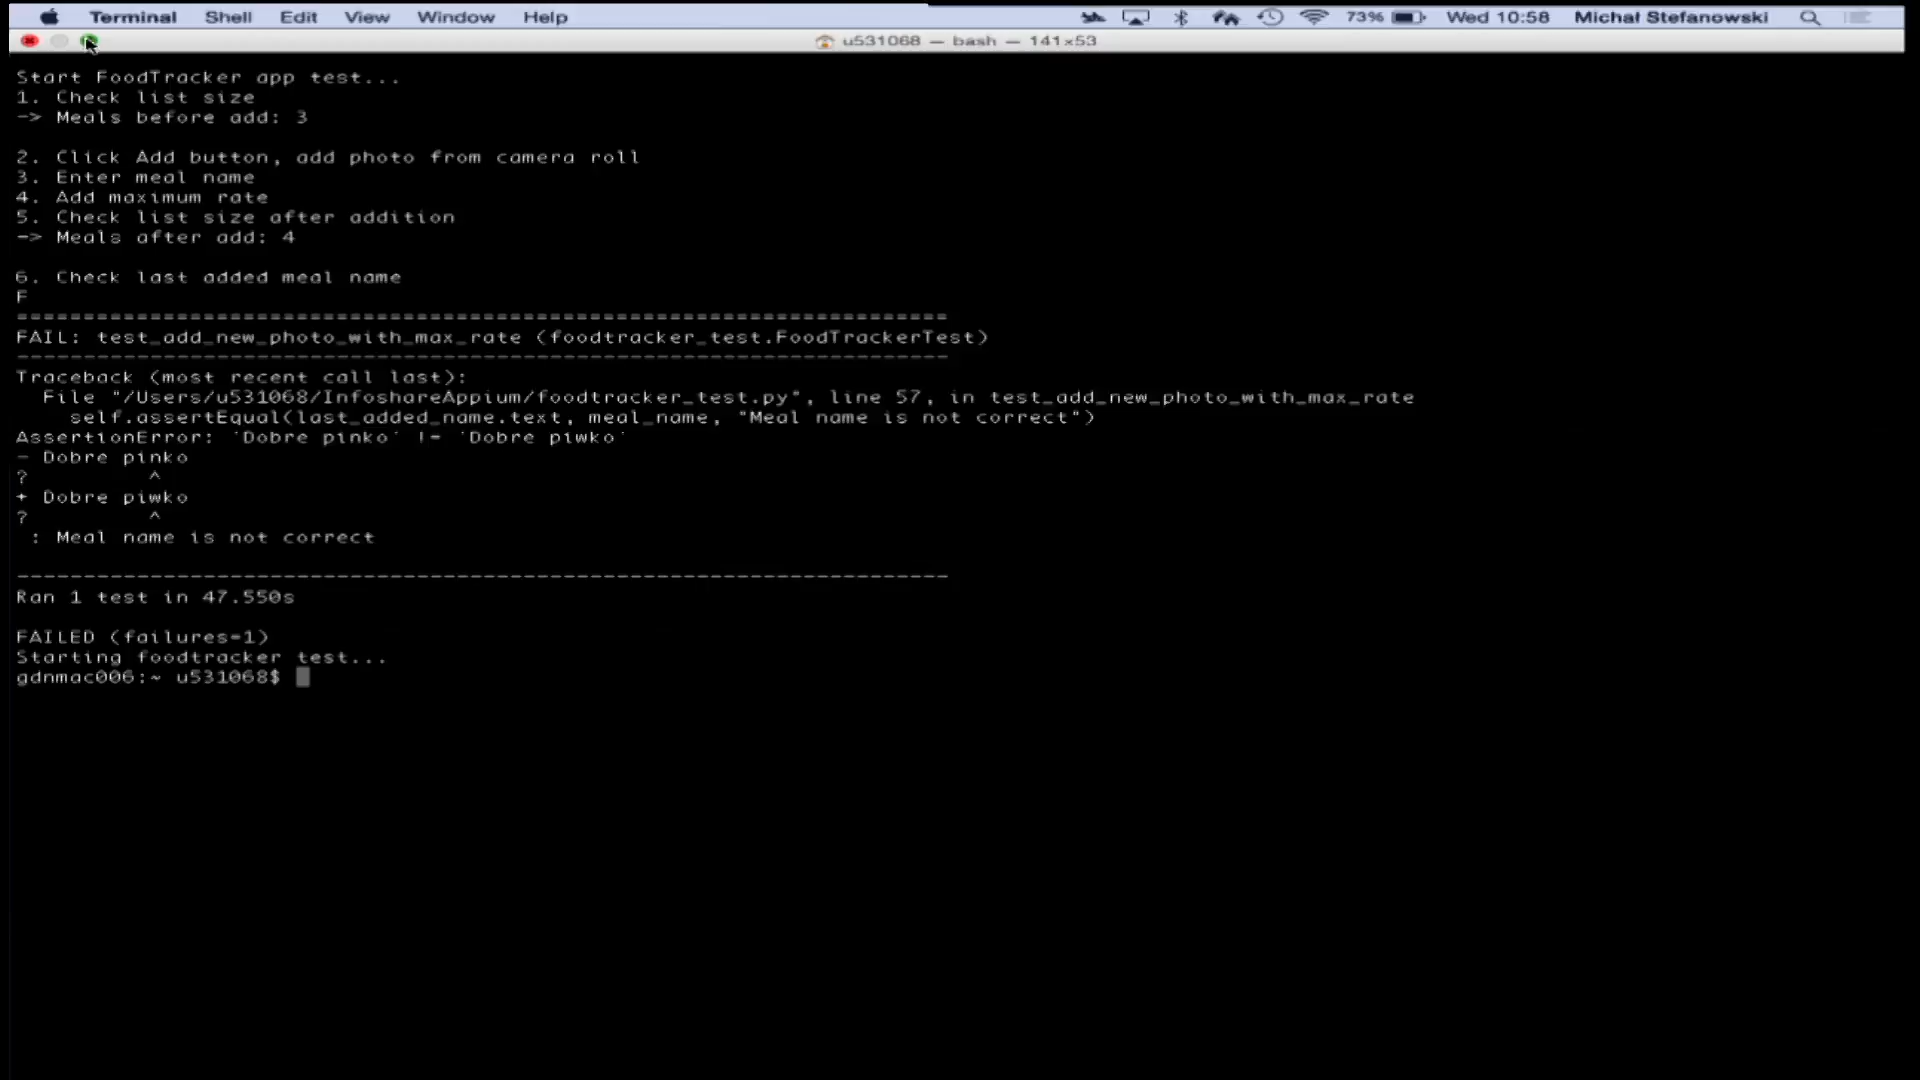 Terminal Shell Edit View Window Help 73% Wed 10:58 Michał Stefanowski
u531068 — bash — 141×53
Start FoodTracker app test...
1. Check list size
-> Meals before add: 3
2. Click Add button, add photo from camera roll
3. Enter meal name
4. Add maximum rate
5. Check list size after addition
-> Meals after add: 4
6. Check last added meal name
F
======================================================================
FAIL: test_add_new_photo_with_max_rate (foodtracker_test.FoodTrackerTest)
----------------------------------------------------------------------
Traceback (most recent call last):
File "/Users/u531068/InfoshareAppium/foodtracker_test.py", line 57, in test_add_new_photo_with_max_rate
self.assertEqual(last_added_name.text, meal_name, "Meal name is not correct")
AssertionError: 'Dobre pinko' != 'Dobre piwko'
- Dobre pinko
? ^
+ Dobre piwko
? ^
: Meal name is not correct
----------------------------------------------------------------------
Ran 1 test in 47.550s
FAILED (failures=1)
Starting foodtracker test...
gdnmac006:~ u531068$